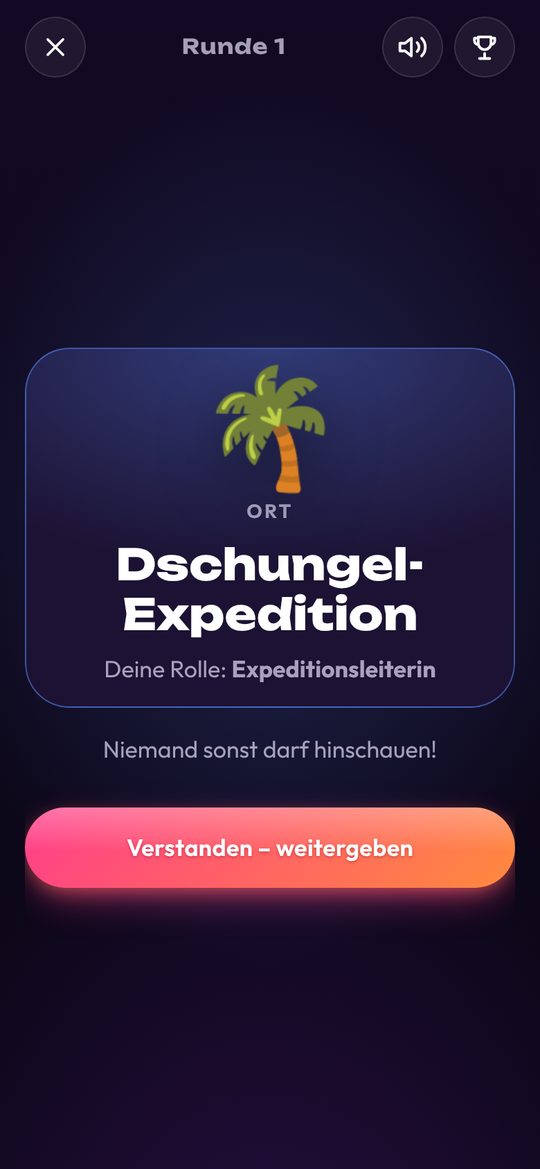 Runde 1
ORT
Dschungel-
Expedition
Deine Rolle: Expeditionsleiterin
Niemand sonst darf hinschauen!
Verstanden – weitergeben